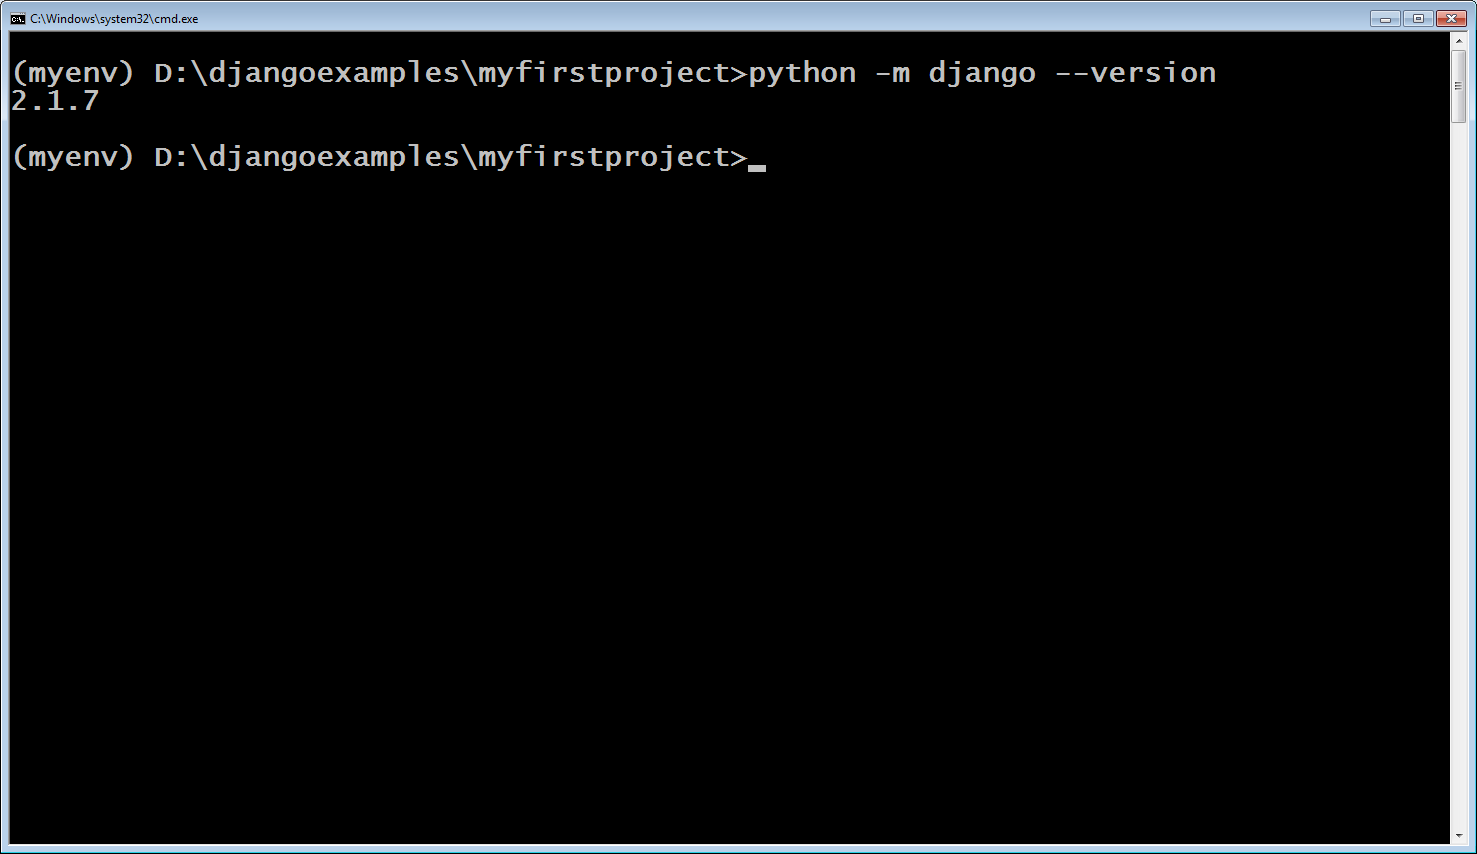 C:\Windows\system32\cmd.exe
(myenv) D:\djangoexamples\myfirstproject>python -m django --version
2.1.7
(myenv) D:\djangoexamples\myfirstproject>